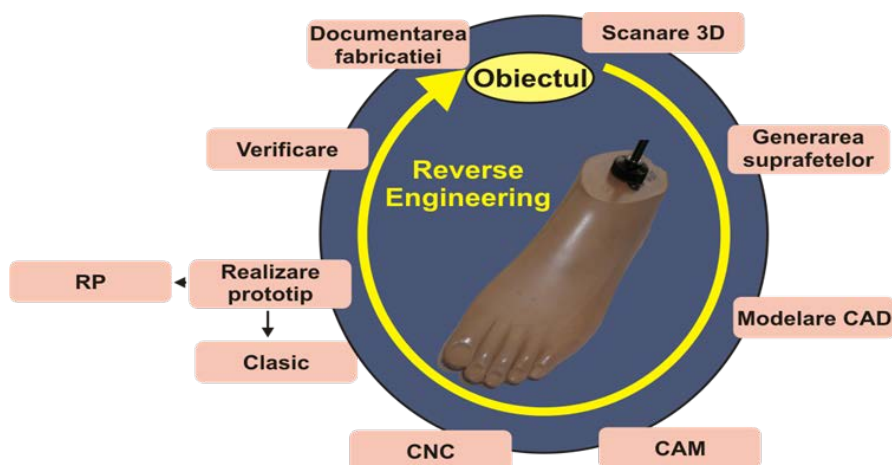 Documentarea
fabricatiei
Scanare 3D
Obiectul
Verificare
Generarea
suprafetelor
Reverse
Engineering
RP
Realizare
prototip
Modelare CAD
Clasic
CNC
CAM